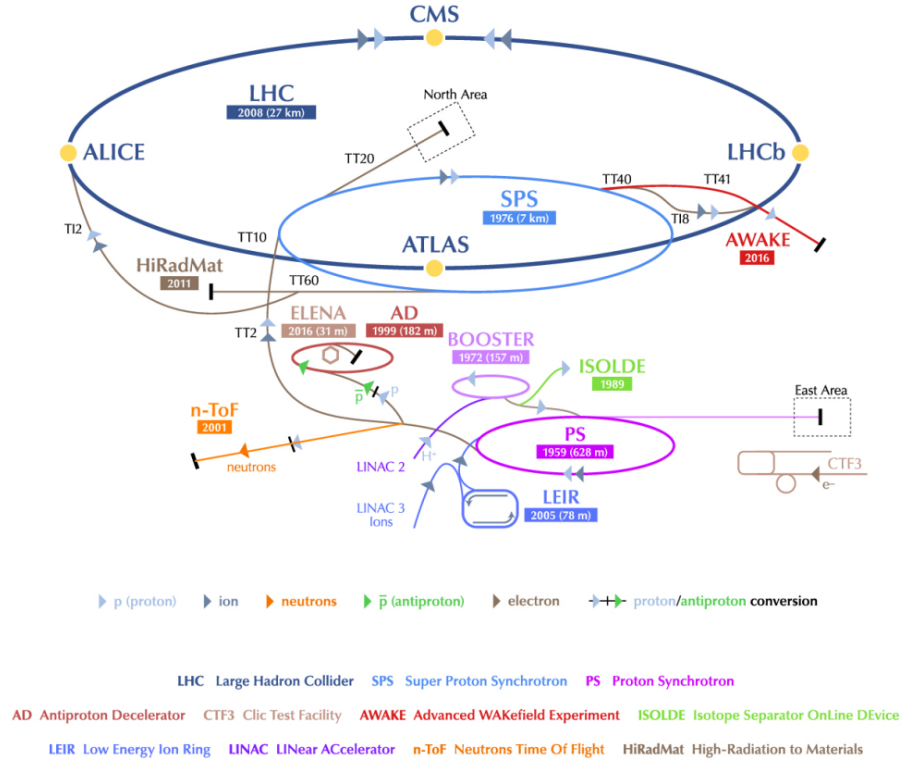 CMS
LHC
2008 (27 km)
North Area
ALICE
LHCb
TT20
TT40
TT41
SPS
1976 (7 km)
TI2
TI8
TT10
ATLAS
AWAKE
2016
HiRadMat
2011
TT60
ELENA
2016 (31 m)
AD
1999 (182 m)
TT2
BOOSTER
1972 (157 m)
ISOLDE
1989
p̅
p
East Area
n-ToF
2001
PS
1959 (628 m)
neutrons
LINAC 2
H⁺
CTF3
e–
LEIR
2005 (78 m)
LINAC 3
Ions
p (proton)
ion
neutrons
p̅ (antiproton)
electron
proton/antiproton conversion
LHC Large Hadron Collider SPS Super Proton Synchrotron PS Proton Synchrotron
AD Antiproton Decelerator CTF3 Clic Test Facility AWAKE Advanced WAKefield Experiment ISOLDE Isotope Separator OnLine DEvice
LEIR Low Energy Ion Ring LINAC LINear ACcelerator n-ToF Neutrons Time Of Flight HiRadMat High-Radiation to Materials